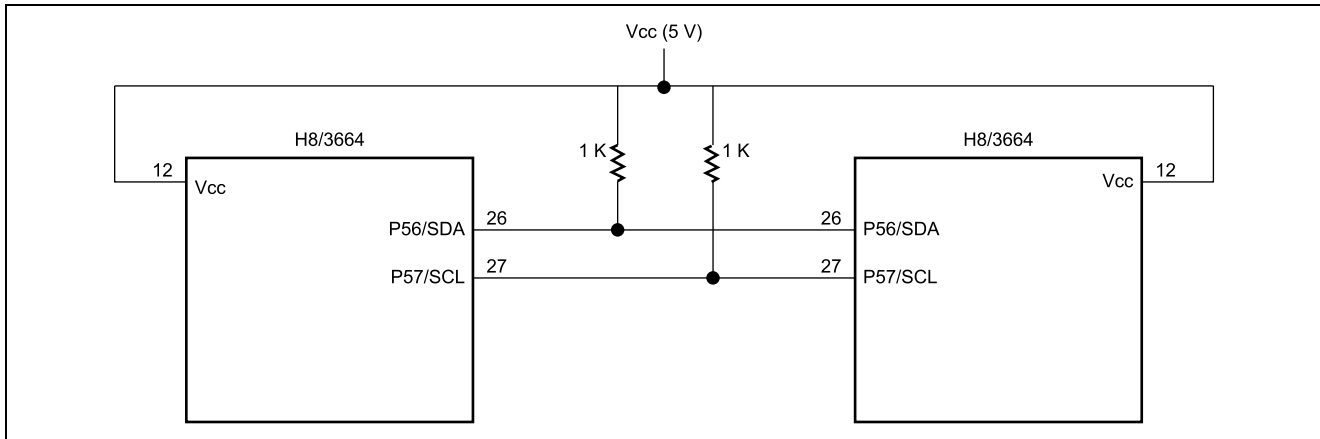 Vcc (5 V)
H8/3664
1 K
1 K
H8/3664
12
Vcc
Vcc
12
P56/SDA
26
26
P56/SDA
P57/SCL
27
27
P57/SCL